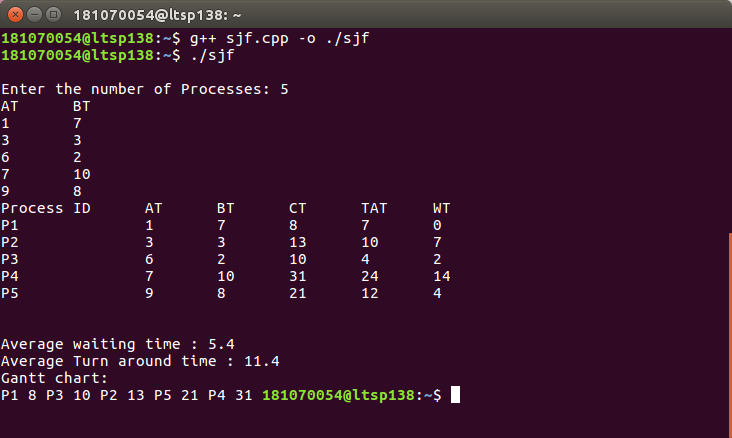 181070054@ltsp138: ~
181070054@ltsp138:~$ g++ sjf.cpp -o ./sjf
181070054@ltsp138:~$ ./sjf
Enter the number of Processes: 5
AT BT
1 7
3 3
6 2
7 10
9 8
Process ID AT BT CT TAT WT
P1 1 7 8 7 0
P2 3 3 13 10 7
P3 6 2 10 4 2
P4 7 10 31 24 14
P5 9 8 21 12 4
Average waiting time : 5.4
Average Turn around time : 11.4
Gantt chart:
P1 8 P3 10 P2 13 P5 21 P4 31 181070054@ltsp138:~$